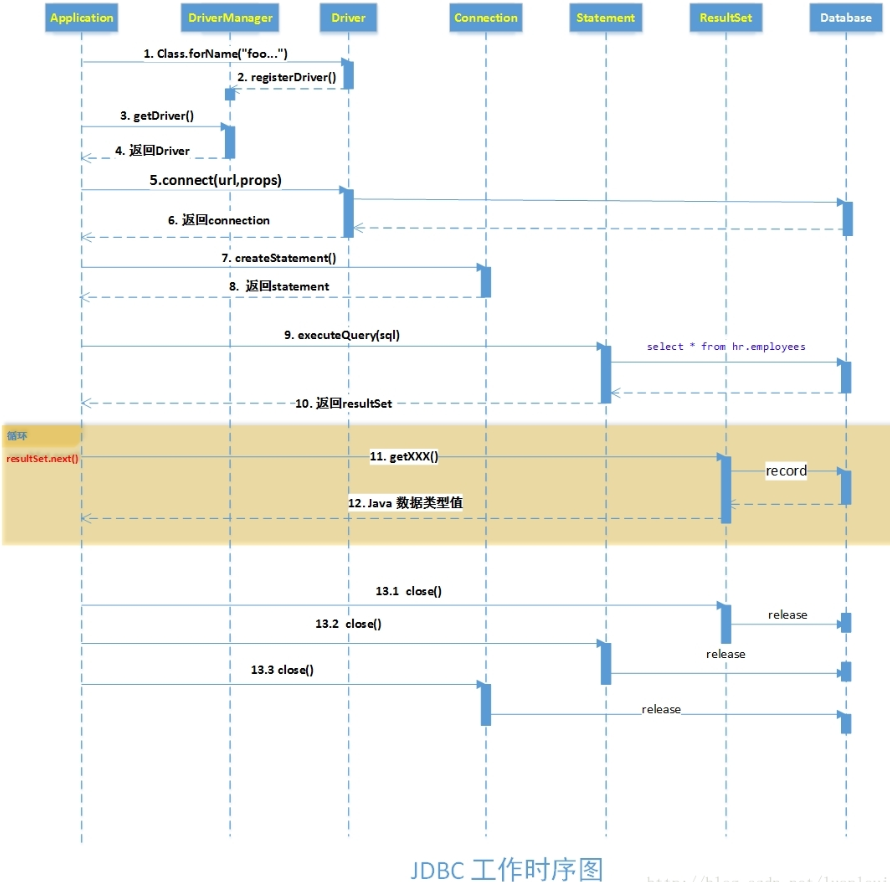 Application DriverManager Driver Connection Statement ResultSet Database
1. Class.forName("foo...")
2. registerDriver()
3. getDriver()
4. 返回Driver
5.connect(url,props)
6. 返回connection
7. createStatement()
8. 返回statement
9. executeQuery(sql)
select * from hr.employees
10. 返回resultSet
循环
resultSet.next()
11. getXXX()
record
12.Java 数据类型值
13.1 close()
release
13.2 close()
release
13.3 close()
release
JDBC 工作时序图